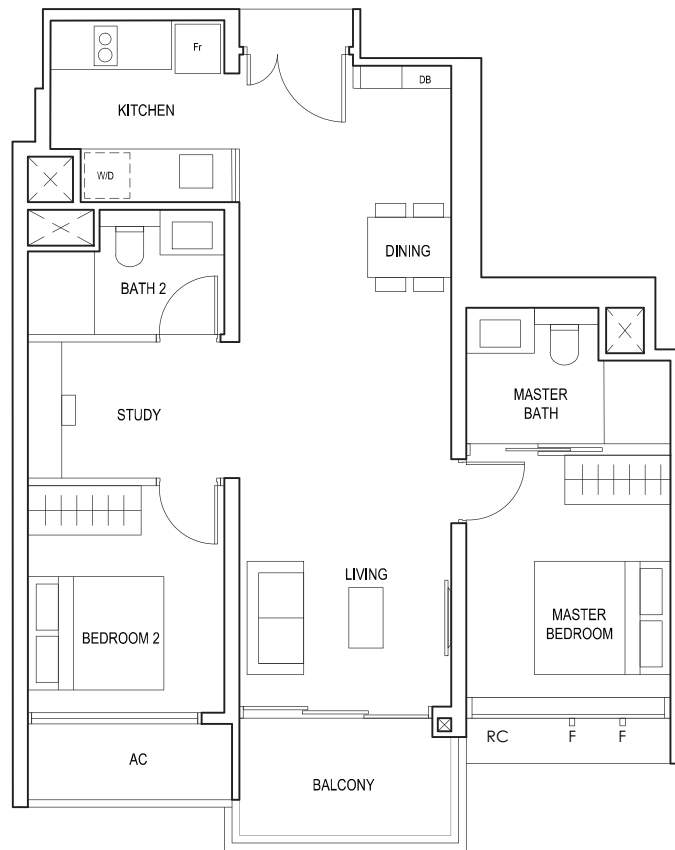 Fr
KITCHEN
DB
W/D
DINING
BATH 2
MASTER
BATH
STUDY
LIVING
MASTER
BEDROOM
BEDROOM 2
RC
F
F
AC
BALCONY